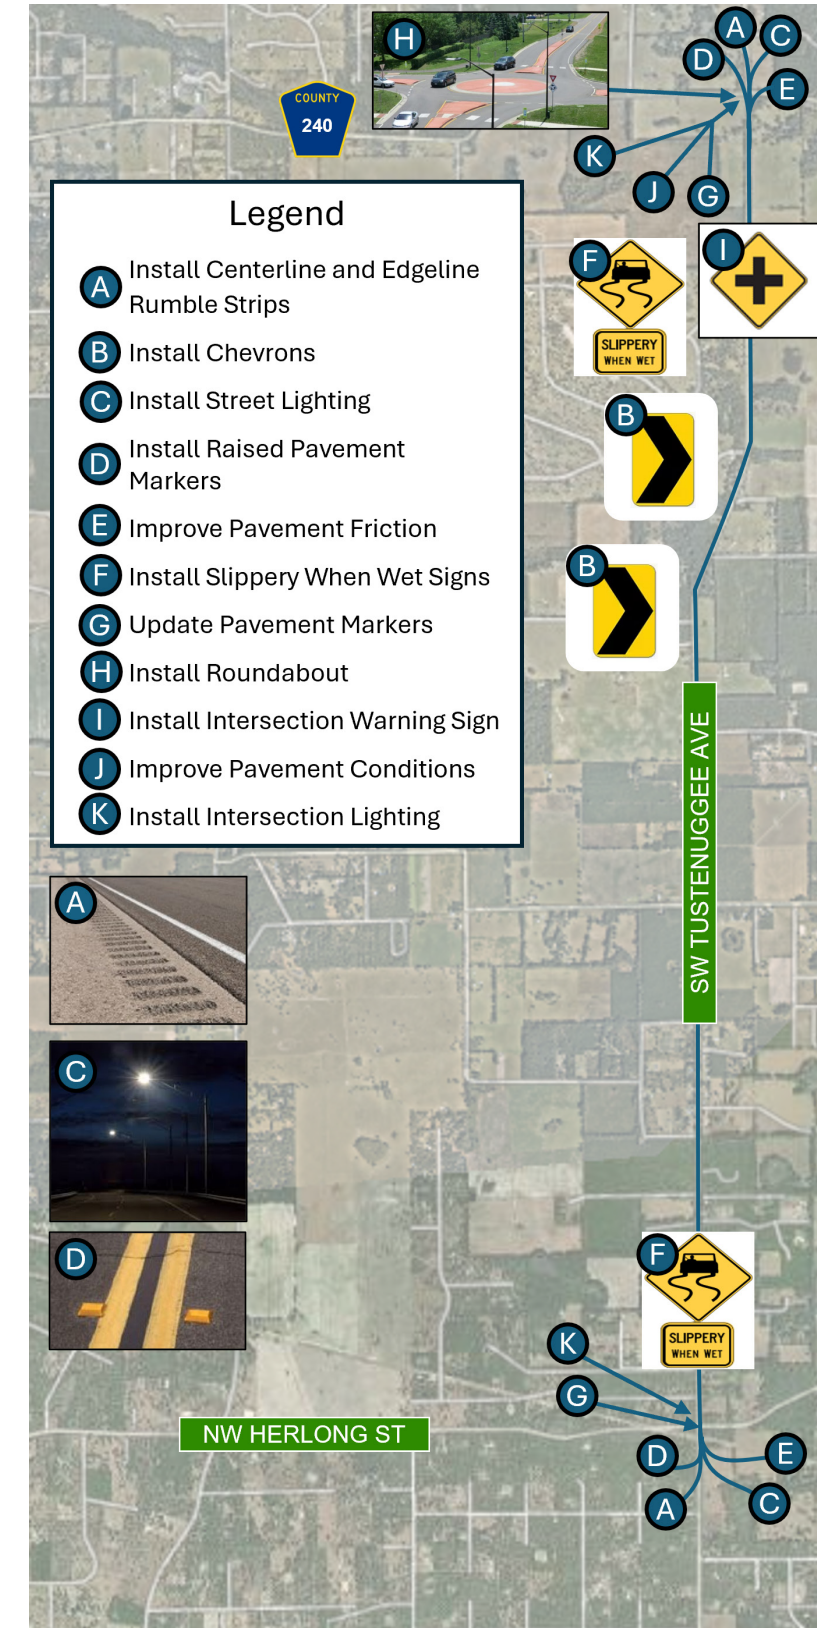 H
A
C
D
E
COUNTY
240
K
J
G
Legend
A Install Centerline and Edgeline
Rumble Strips
B Install Chevrons
C Install Street Lighting
D Install Raised Pavement
Markers
E Improve Pavement Friction
F Install Slippery When Wet Signs
G Update Pavement Markers
H Install Roundabout
I Install Intersection Warning Sign
J Improve Pavement Conditions
K Install Intersection Lighting
F
SLIPPERY
WHEN WET
I
B
B
SW TUSTENUGGEE AVE
A
C
D
F
SLIPPERY
WHEN WET
K
G
NW HERLONG ST
D
E
A
C